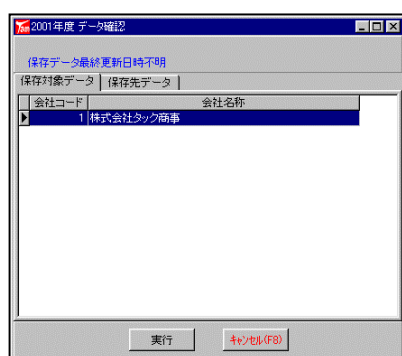 2001年度 データ確認
保存データ最終更新日時不明
保存対象データ 保存先データ
会社コード 会社名称
1 株式会社タック商事
実行 キャンセル(F8)